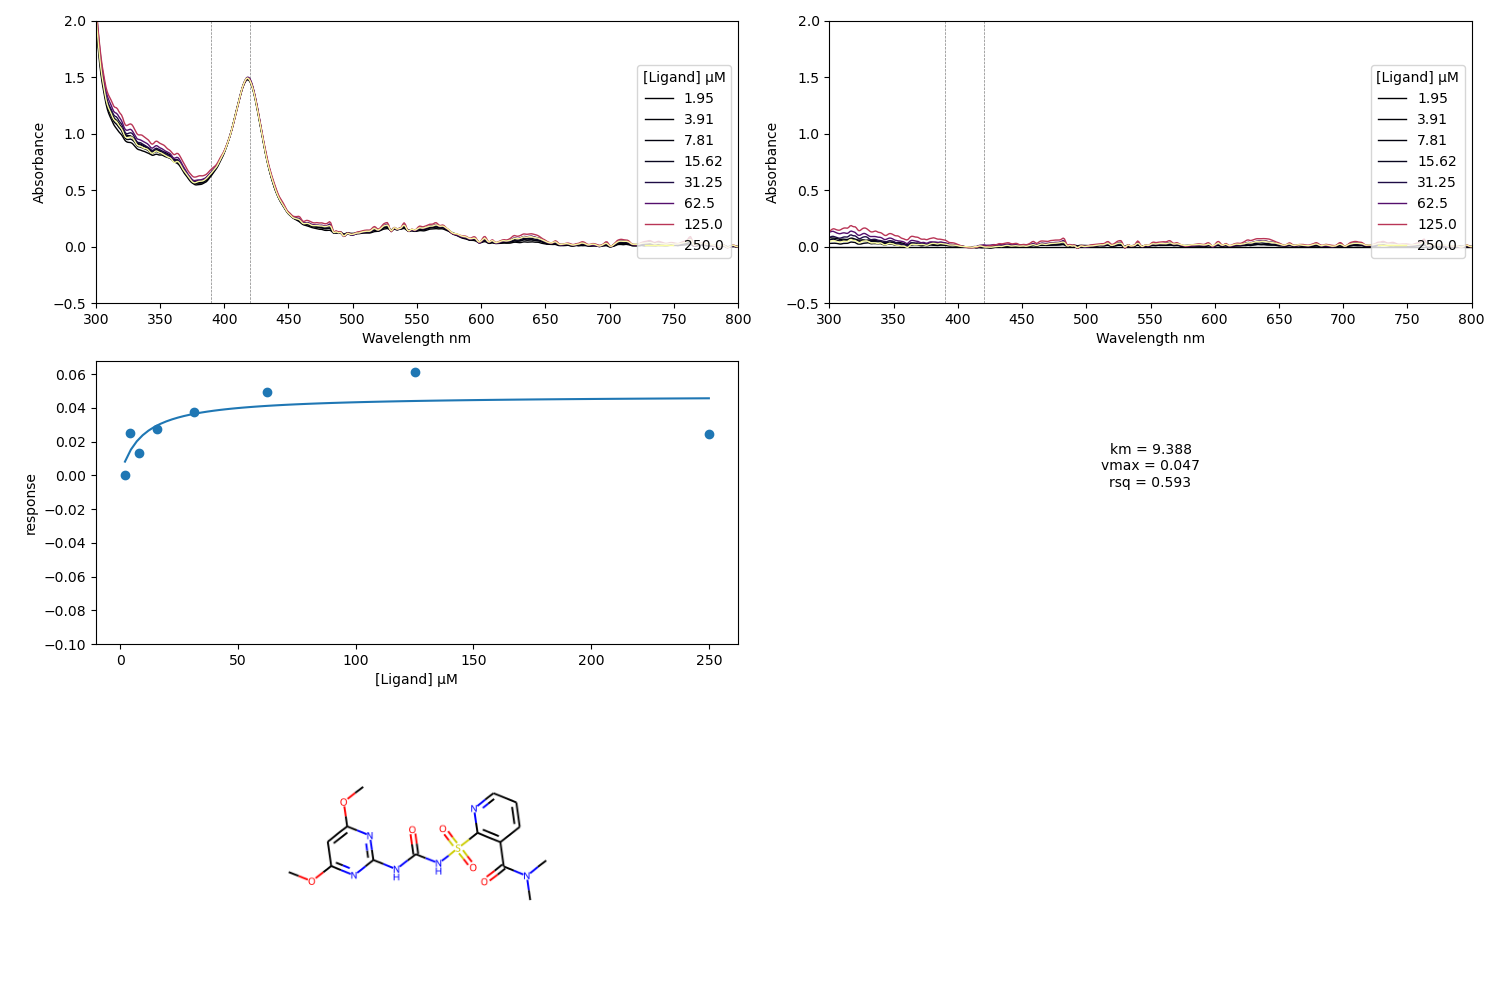 2.0
1.5
1.0
0.5
0.0
−0.5
Absorbance
300 350 400 450 500 550 600 650 700 750 800
Wavelength nm
[Ligand] μM
1.95
3.91
7.81
15.62
31.25
62.5
125.0
250.0
2.0
1.5
1.0
0.5
0.0
−0.5
Absorbance
300 350 400 450 500 550 600 650 700 750 800
Wavelength nm
[Ligand] μM
1.95
3.91
7.81
15.62
31.25
62.5
125.0
250.0
0.06
0.04
0.02
0.00
−0.02
−0.04
−0.06
−0.08
−0.10
response
0 50 100 150 200 250
[Ligand] μM
km = 9.388
vmax = 0.047
rsq = 0.593
O
N
N
O
N
H
O
N
H
O
S
O
N
O
N